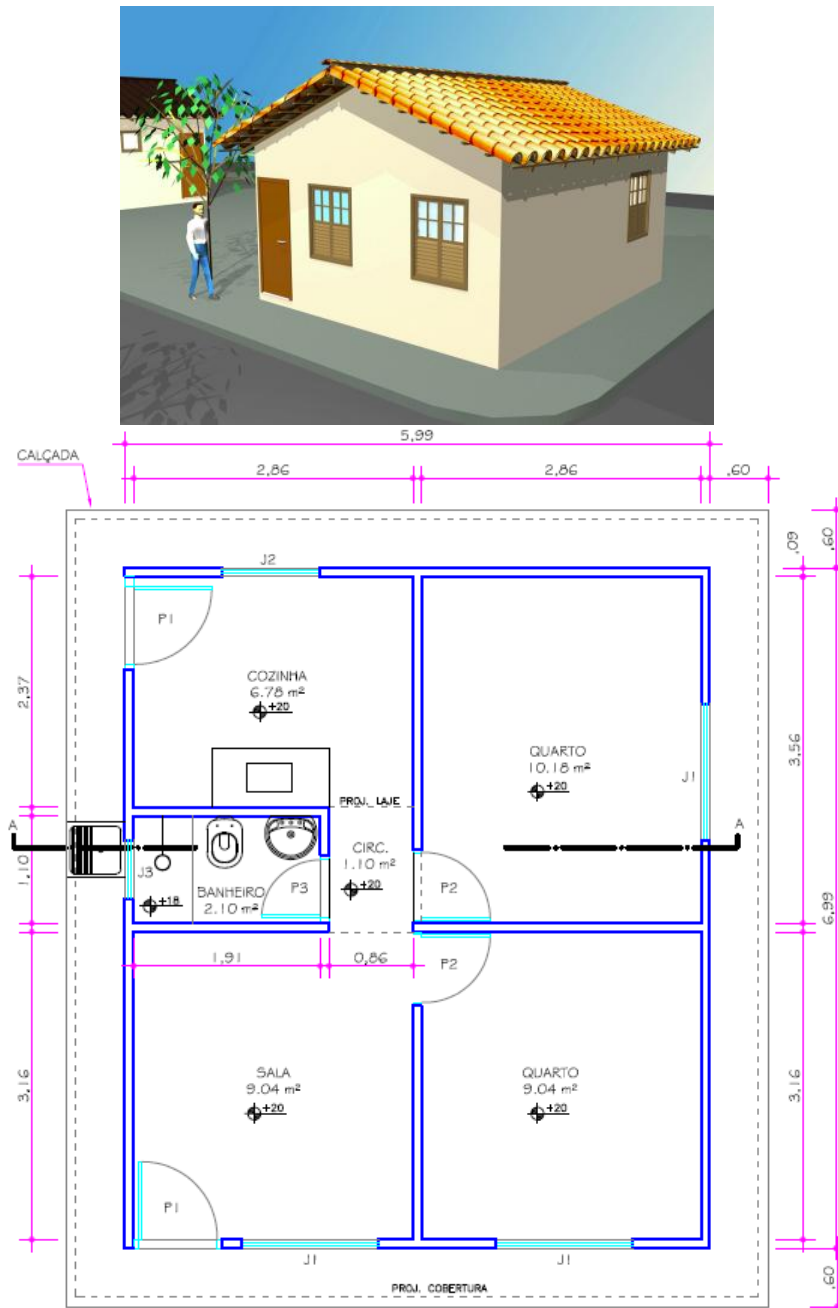 5,99
CALÇADA
2,86
2,86
,60
,09
,60
J2
P1
COZINHA
6.78 m²
+20
2,37
QUARTO
10.18 m²
+20
J1
3,56
PROJ. LAJE
A
A
CIRC.
1.10 m²
+20
J3
BANHEIRO
2.10 m²
+18
P3
P2
1,10
6,99
P2
1,91
0,86
SALA
9.04 m²
+20
QUARTO
9.04 m²
+20
3,16
3,16
P1
J1
J1
PROJ. COBERTURA
,60